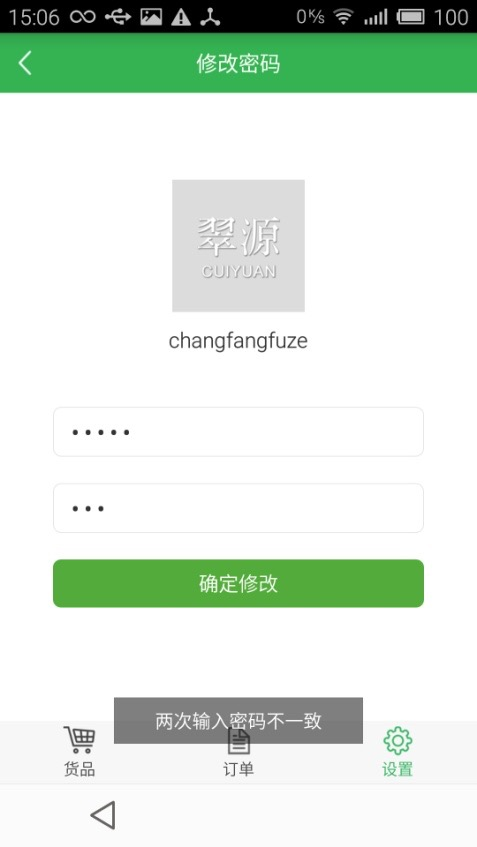 15:06 0 K/s 100
修改密码
翠源
CUIYUAN
changfangfuze
•••••
•••
确定修改
两次输入密码不一致
货品 订单 设置